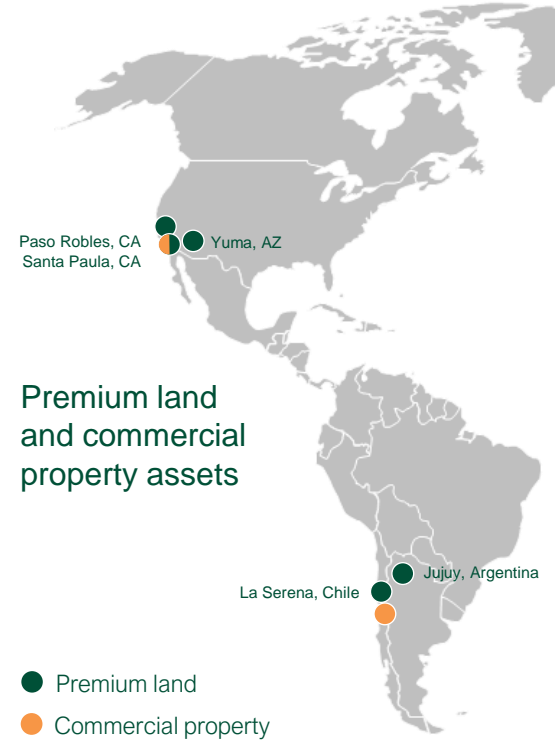 Paso Robles, CA
Santa Paula, CA
Yuma, AZ
Premium land
and commercial
property assets
Jujuy, Argentina
La Serena, Chile
Premium land
Commercial property